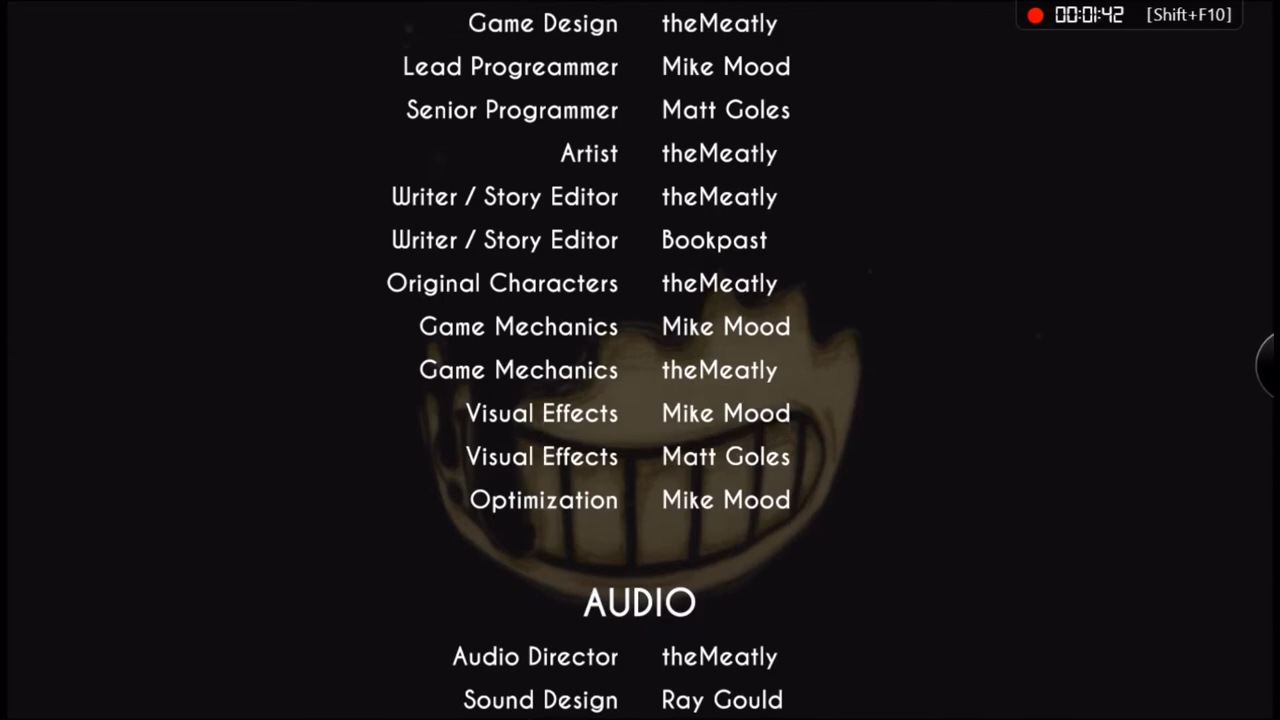 00:01:42 [Shift+F10]
Game Design theMeatly
Lead Progreammer Mike Mood
Senior Programmer Matt Goles
Artist theMeatly
Writer / Story Editor theMeatly
Writer / Story Editor Bookpast
Original Characters theMeatly
Game Mechanics Mike Mood
Game Mechanics theMeatly
Visual Effects Mike Mood
Visual Effects Matt Goles
Optimization Mike Mood
AUDIO
Audio Director theMeatly
Sound Design Ray Gould